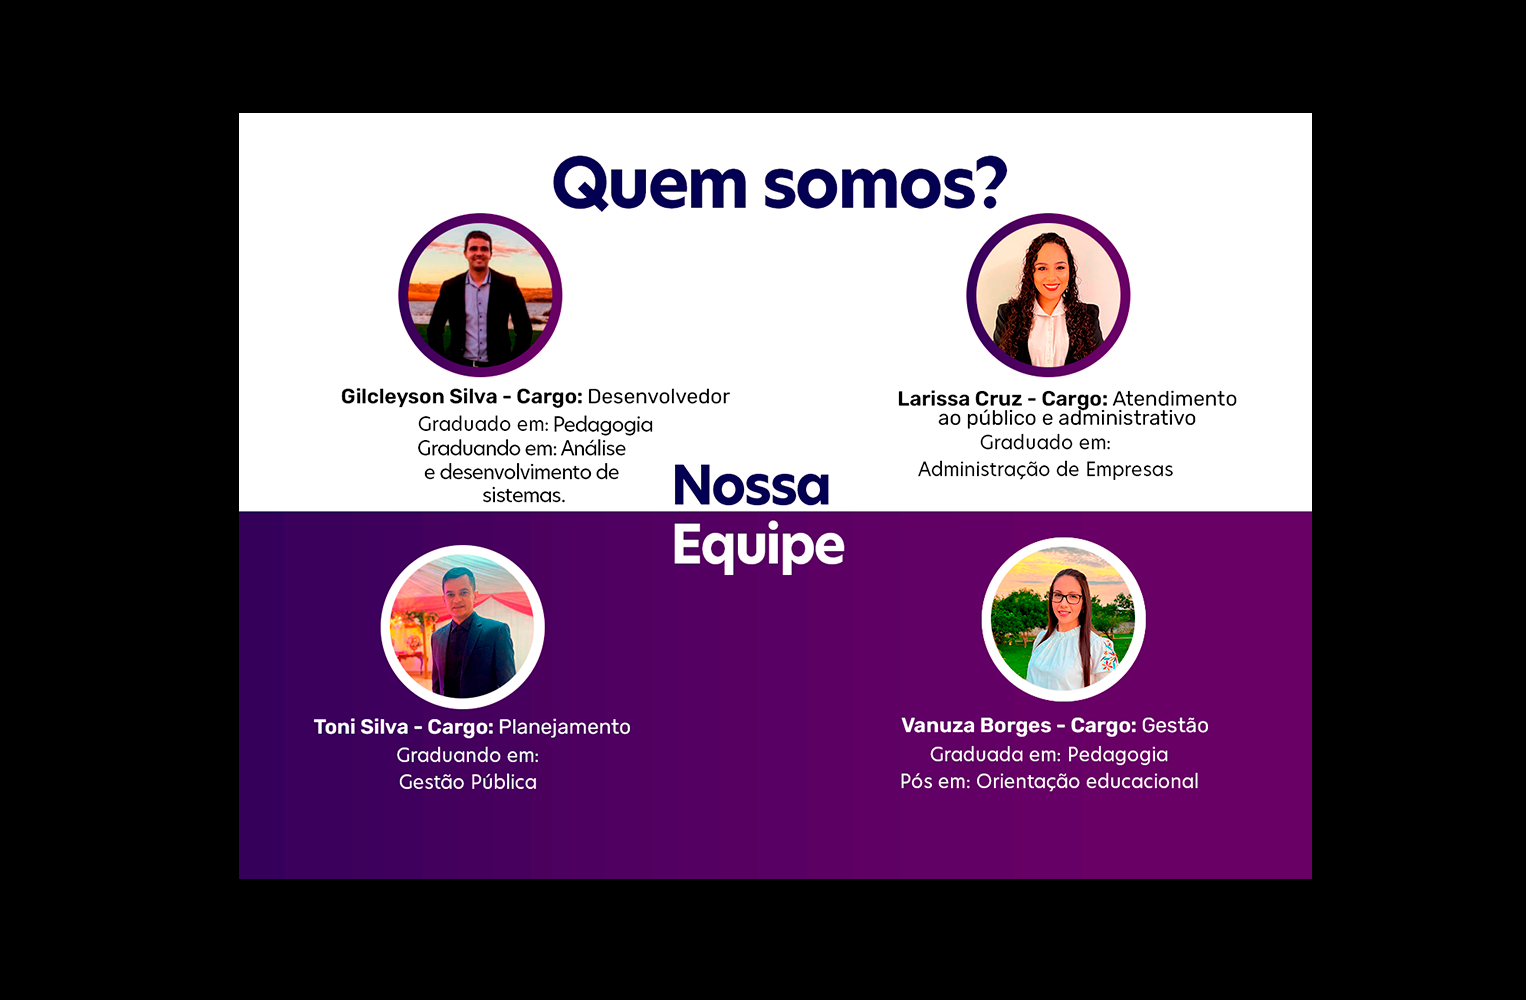 Quem somos?
Gilcleyson Silva - Cargo: Desenvolvedor
Graduado em: Pedagogia
Graduando em: Análise
e desenvolvimento de
sistemas.
Larissa Cruz - Cargo: Atendimento
ao público e administrativo
Graduado em:
Administração de Empresas
Nossa
Equipe
Toni Silva - Cargo: Planejamento
Graduando em:
Gestão Pública
Vanuza Borges - Cargo: Gestão
Graduada em: Pedagogia
Pós em: Orientação educacional